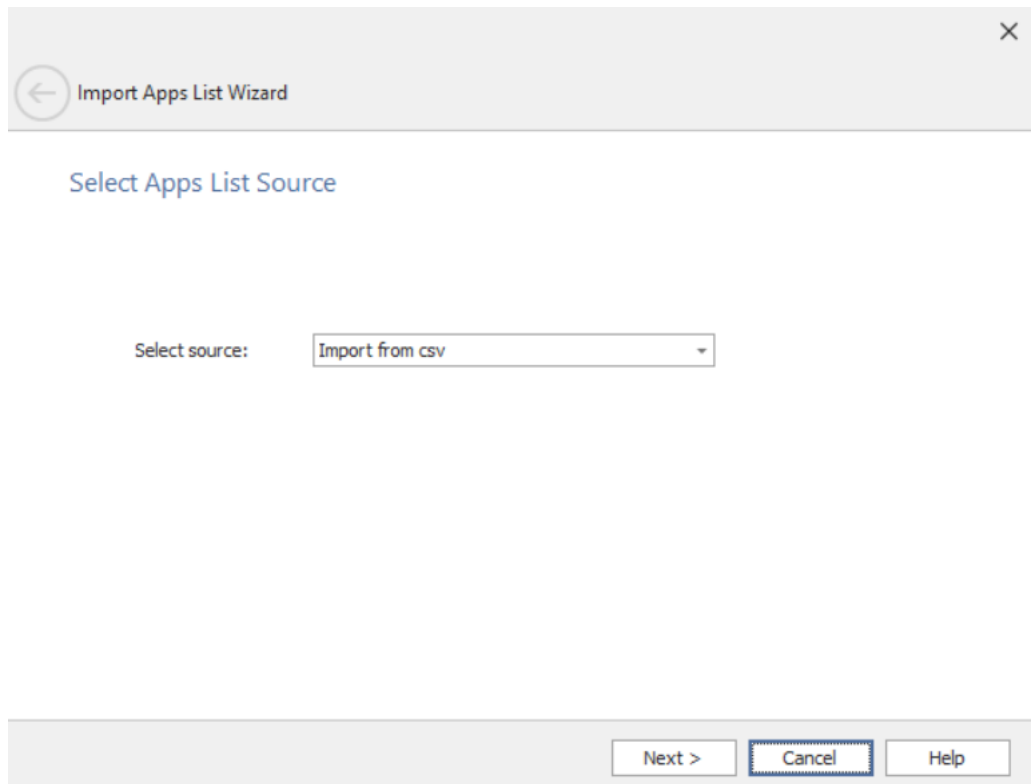 Import Apps List Wizard
Select Apps List Source
Select source: Import from csv
Next > Cancel Help